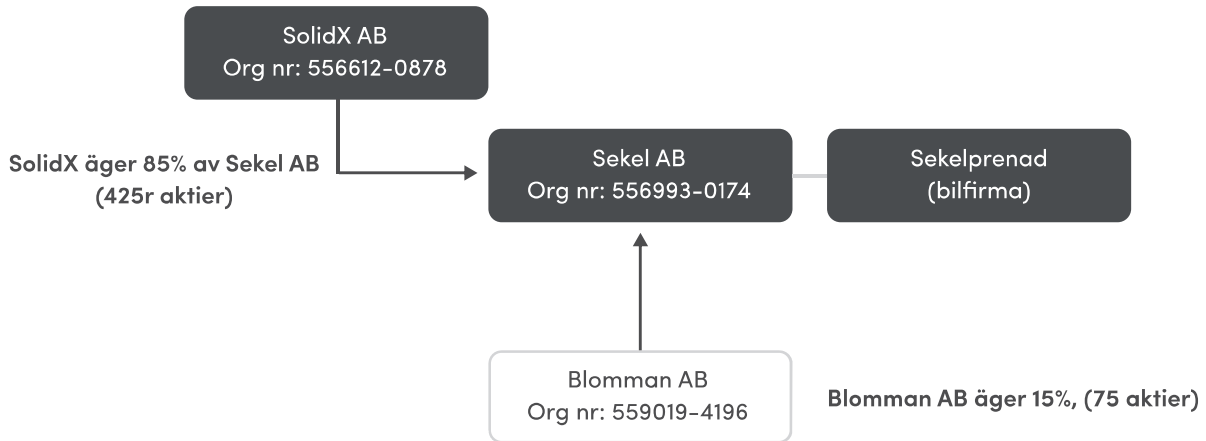 SolidX AB
Org nr: 556612-0878
SolidX äger 85% av Sekel AB
(425r aktier)
Sekel AB
Org nr: 556993-0174
Sekelprenad
(bilfirma)
Blomman AB
Org nr: 559019-4196
Blomman AB äger 15%, (75 aktier)